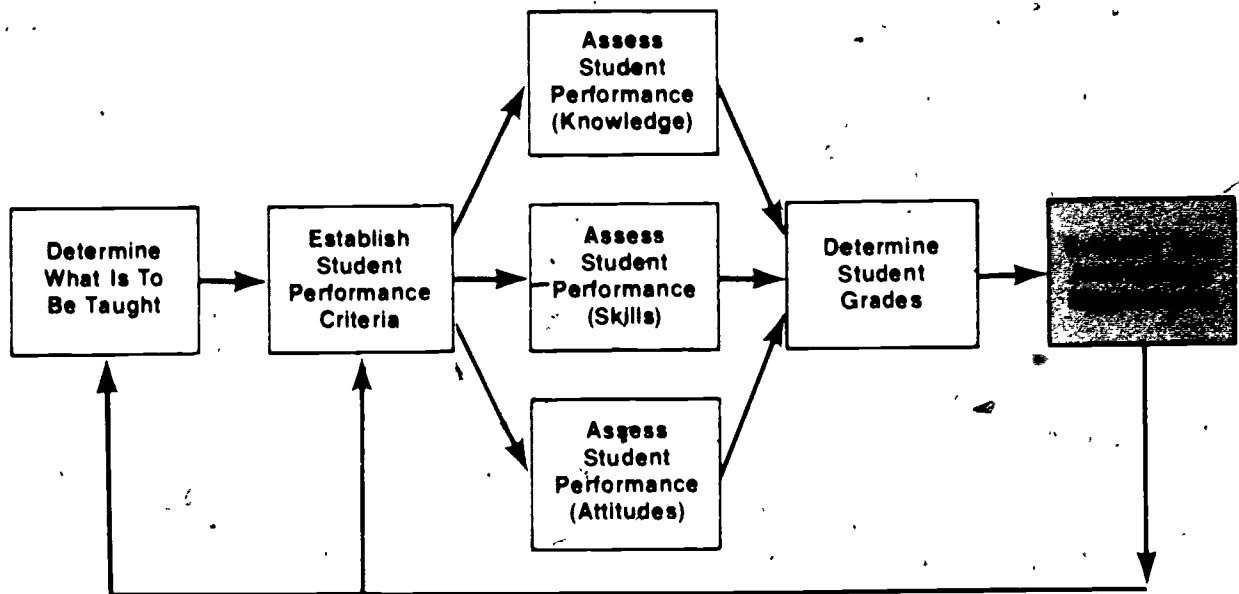 Determine
What Is To
Be Taught
Establish
Student
Performance
Criteria
Assess
Student
Performance
(Knowledge)
Assess
Student
Performance
(Skills)
Assess
Student
Performance
(Attitudes)
Determine
Student
Grades